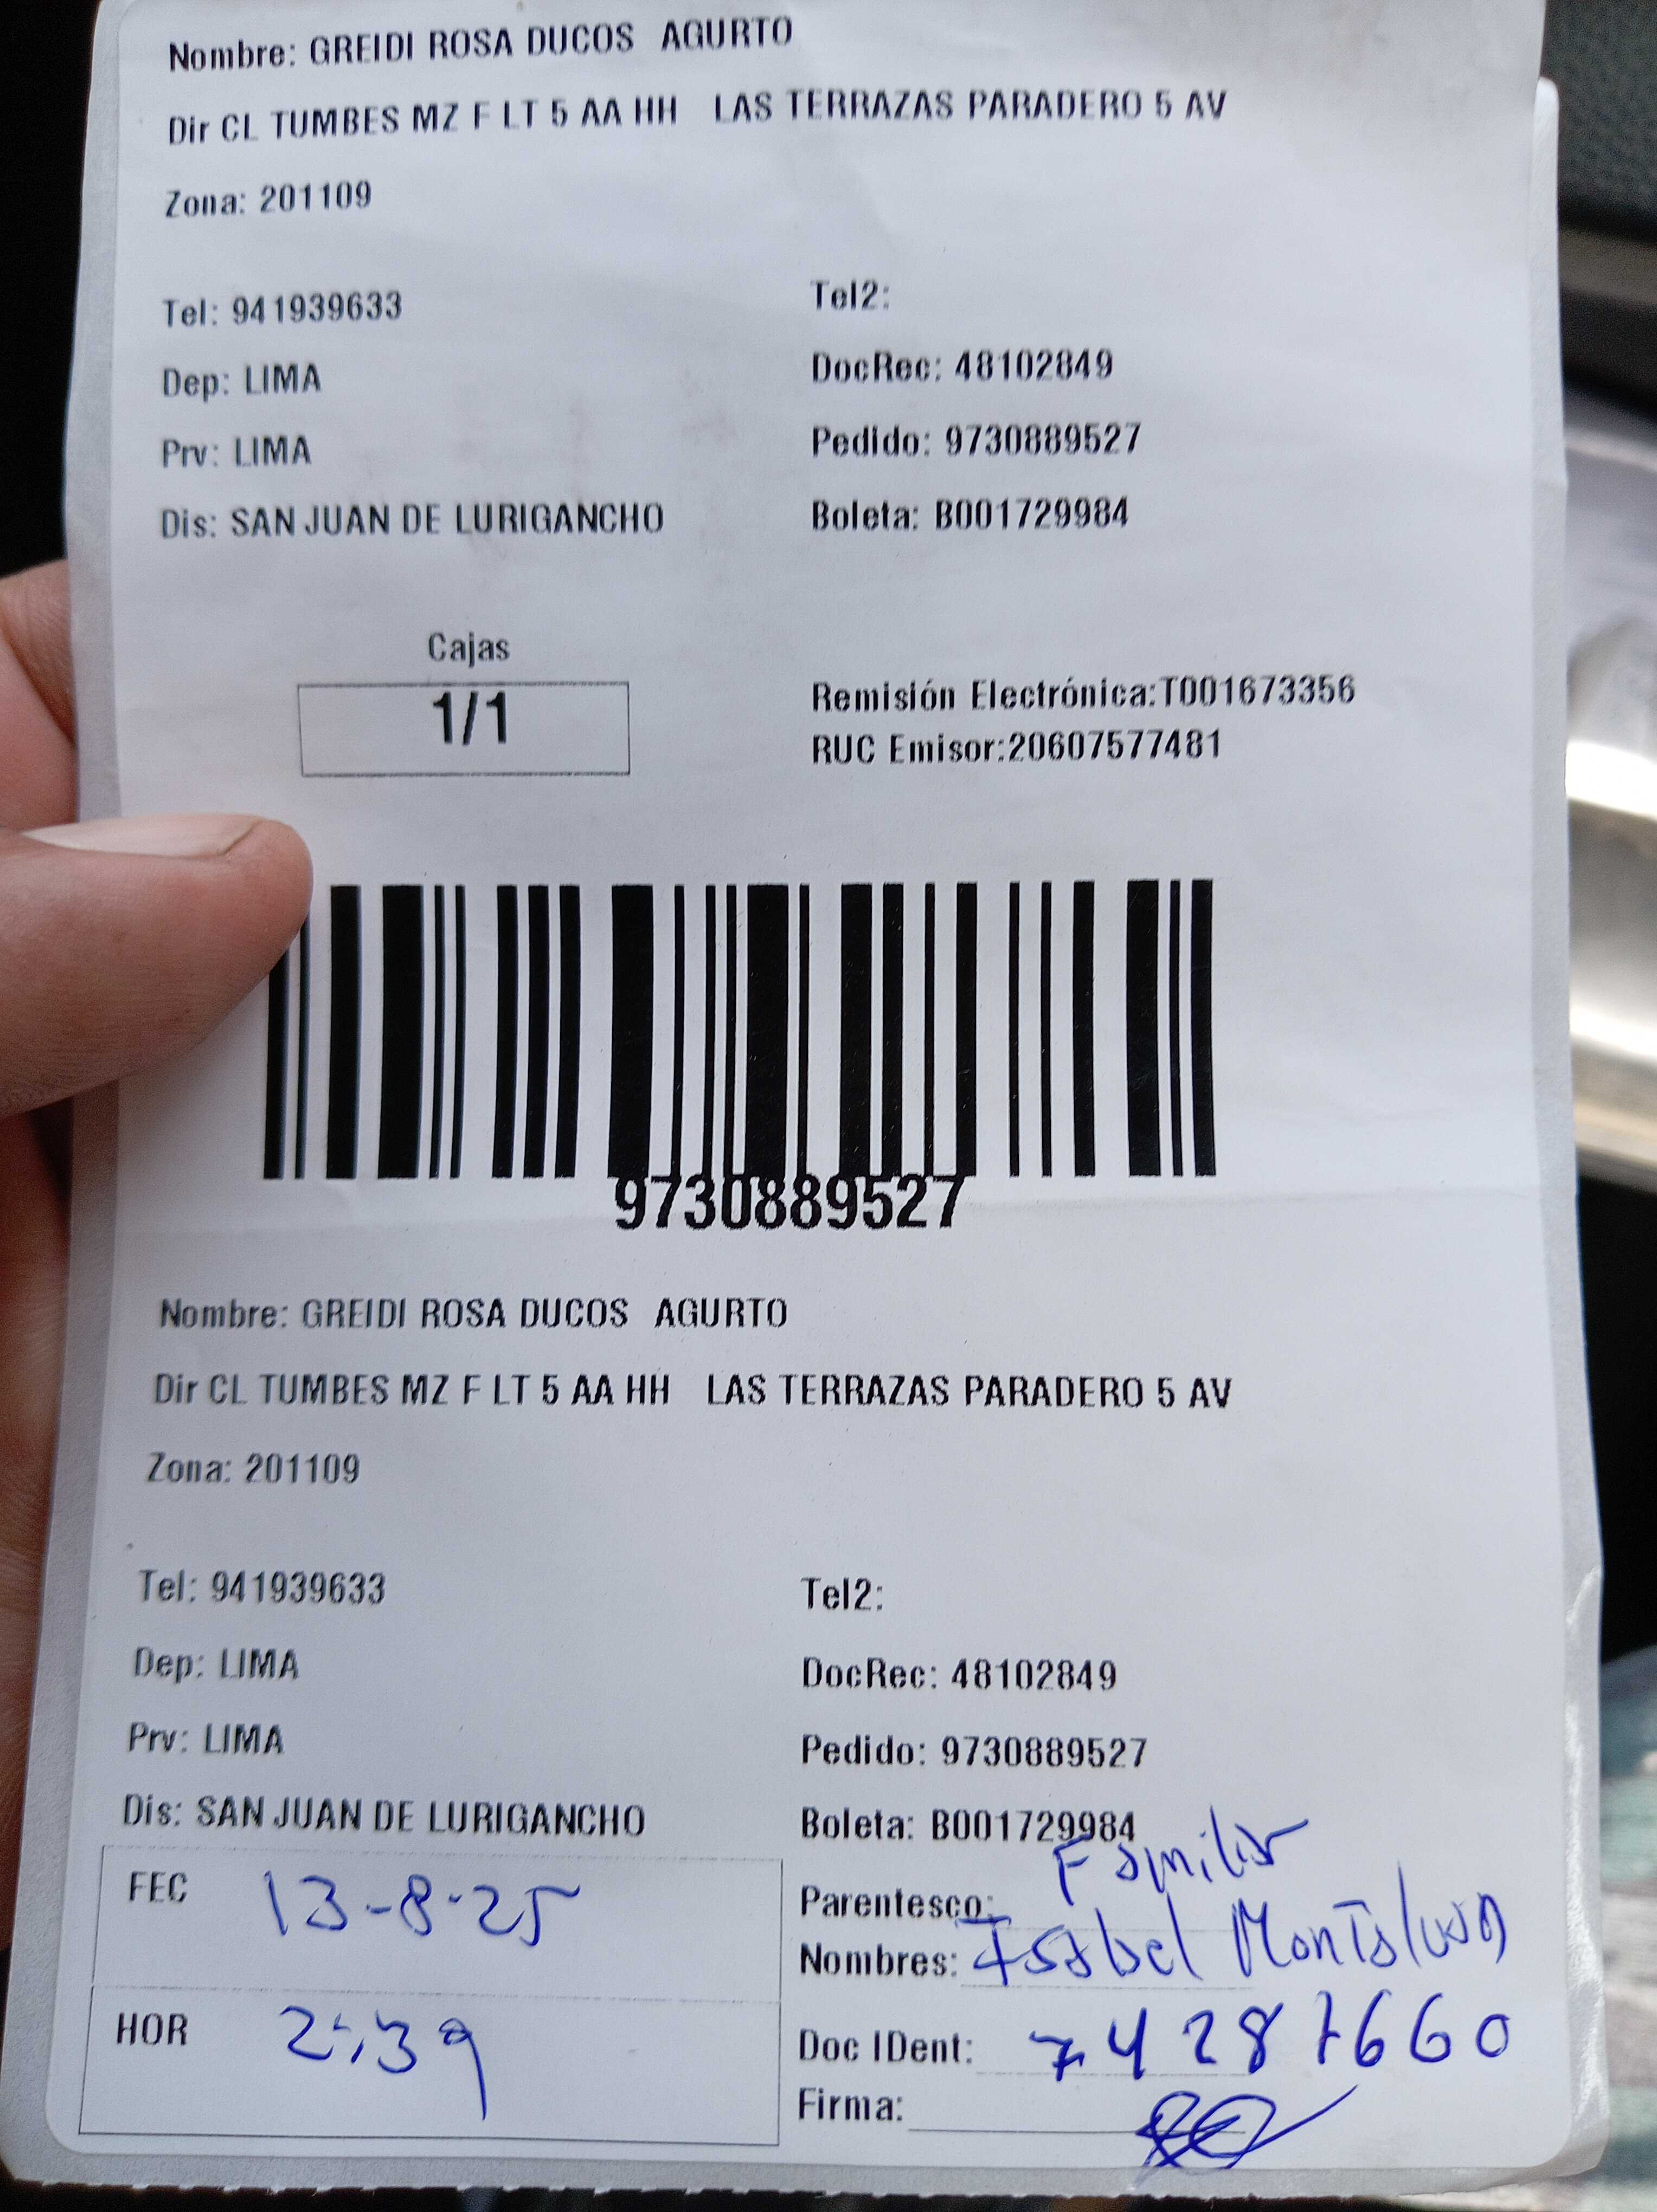 Nombre: GREIDI ROSA DUCOS AGURTO
Dir CL TUMBES MZ F LT 5 AA HH LAS TERRAZAS PARADERO 5 AV
Zona: 201109
Tel: 941939633
Tel2:
Dep: LIMA
DocRec: 48102849
Prv: LIMA
Pedido: 9730889527
Dis: SAN JUAN DE LURIGANCHO
Boleta: B001729984
Cajas
1/1
Remisión Electrónica:T001673356
RUC Emisor:20607577481
9730889527
Nombre: GREIDI ROSA DUCOS AGURTO
Dir CL TUMBES MZ F LT 5 AA HH LAS TERRAZAS PARADERO 5 AV
Zona: 201109
Tel: 941939633
Tel2:
Dep: LIMA
DocRec: 48102849
Prv: LIMA
Pedido: 9730889527
Dis: SAN JUAN DE LURIGANCHO
Boleta: B001729984
FEC 13-8-25
Parentesco: Familiar
Nombres: Isabel
HOR 2:39
Doc IDent: 74287660
Firma: